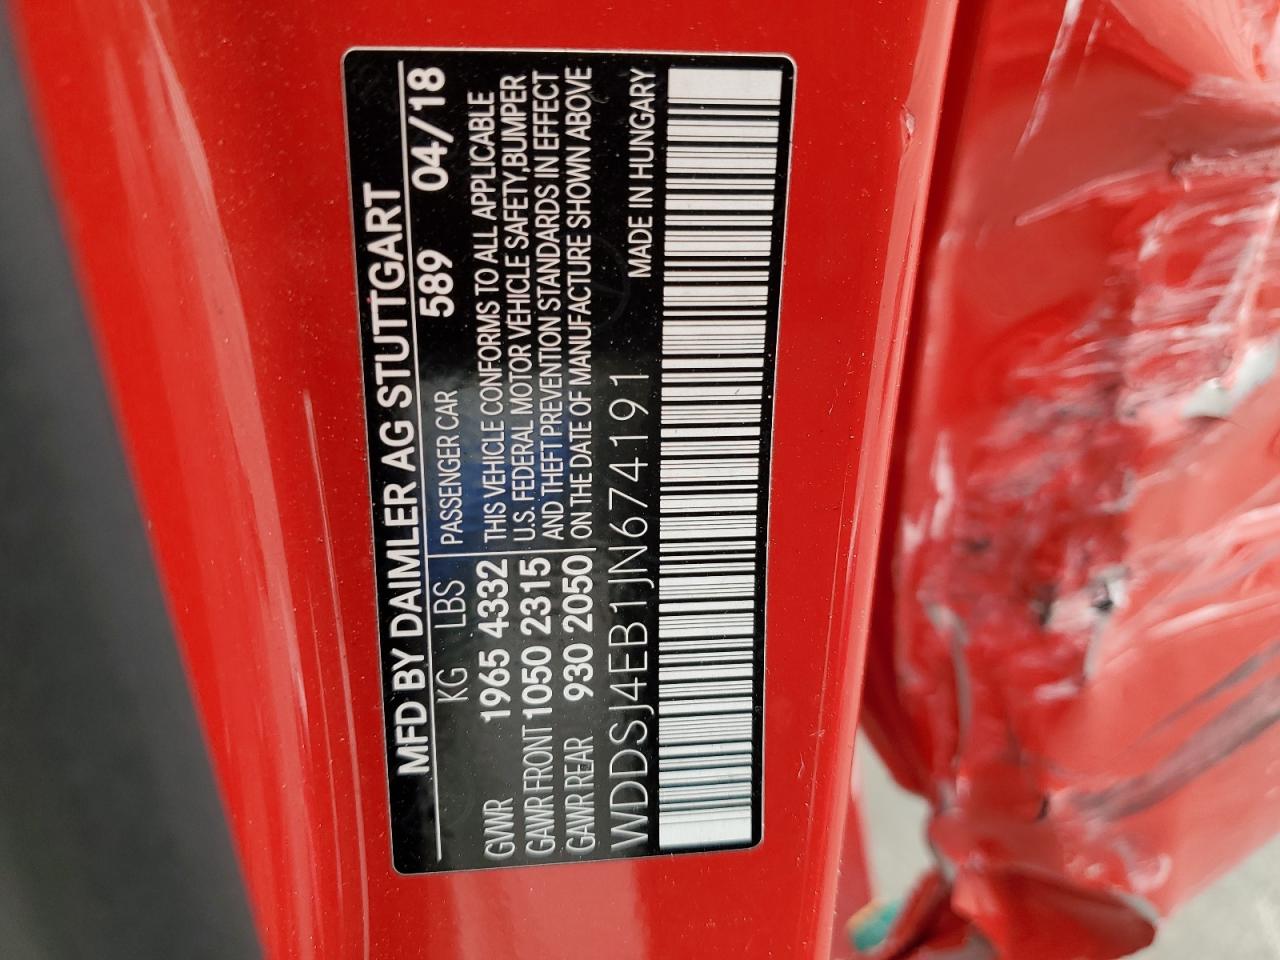 MFD BY DAIMLER AG STUTTGART
KG LBS PASSENGER CAR 589 04/18
GVWR 1965 4332 THIS VEHICLE CONFORMS TO ALL APPLICABLE
GAWR FRONT 1050 2315 U.S. FEDERAL MOTOR VEHICLE SAFETY,BUMPER
AND THEFT PREVENTION STANDARDS IN EFFECT
GAWR REAR 930 2050 ON THE DATE OF MANUFACTURE SHOWN ABOVE
WDDSJ4EB1JN674191 MADE IN HUNGARY